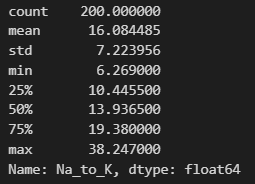 count    200.000000
mean      16.084485
std        7.223956
min        6.269000
25%       10.445500
50%       13.936500
75%       19.380000
max       38.247000
Name: Na_to_K, dtype: float64